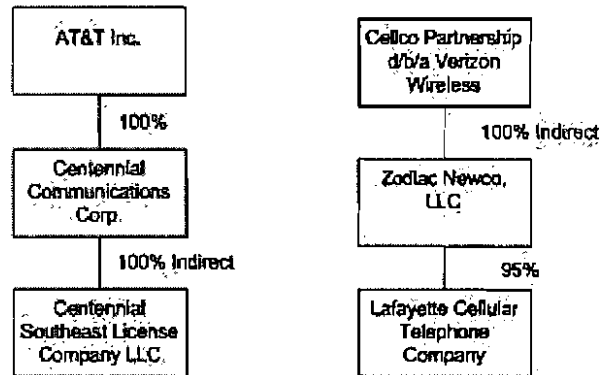 AT&T Inc.
100%
Centennial
Communications
Corp.
100% Indirect
Centennial
Southeast License
Company LLC
Cellco Partnership
d/b/a Verizon
Wireless
100% Indirect
Zodiac Newco,
LLC
95%
Lafayette Cellular
Telephone
Company